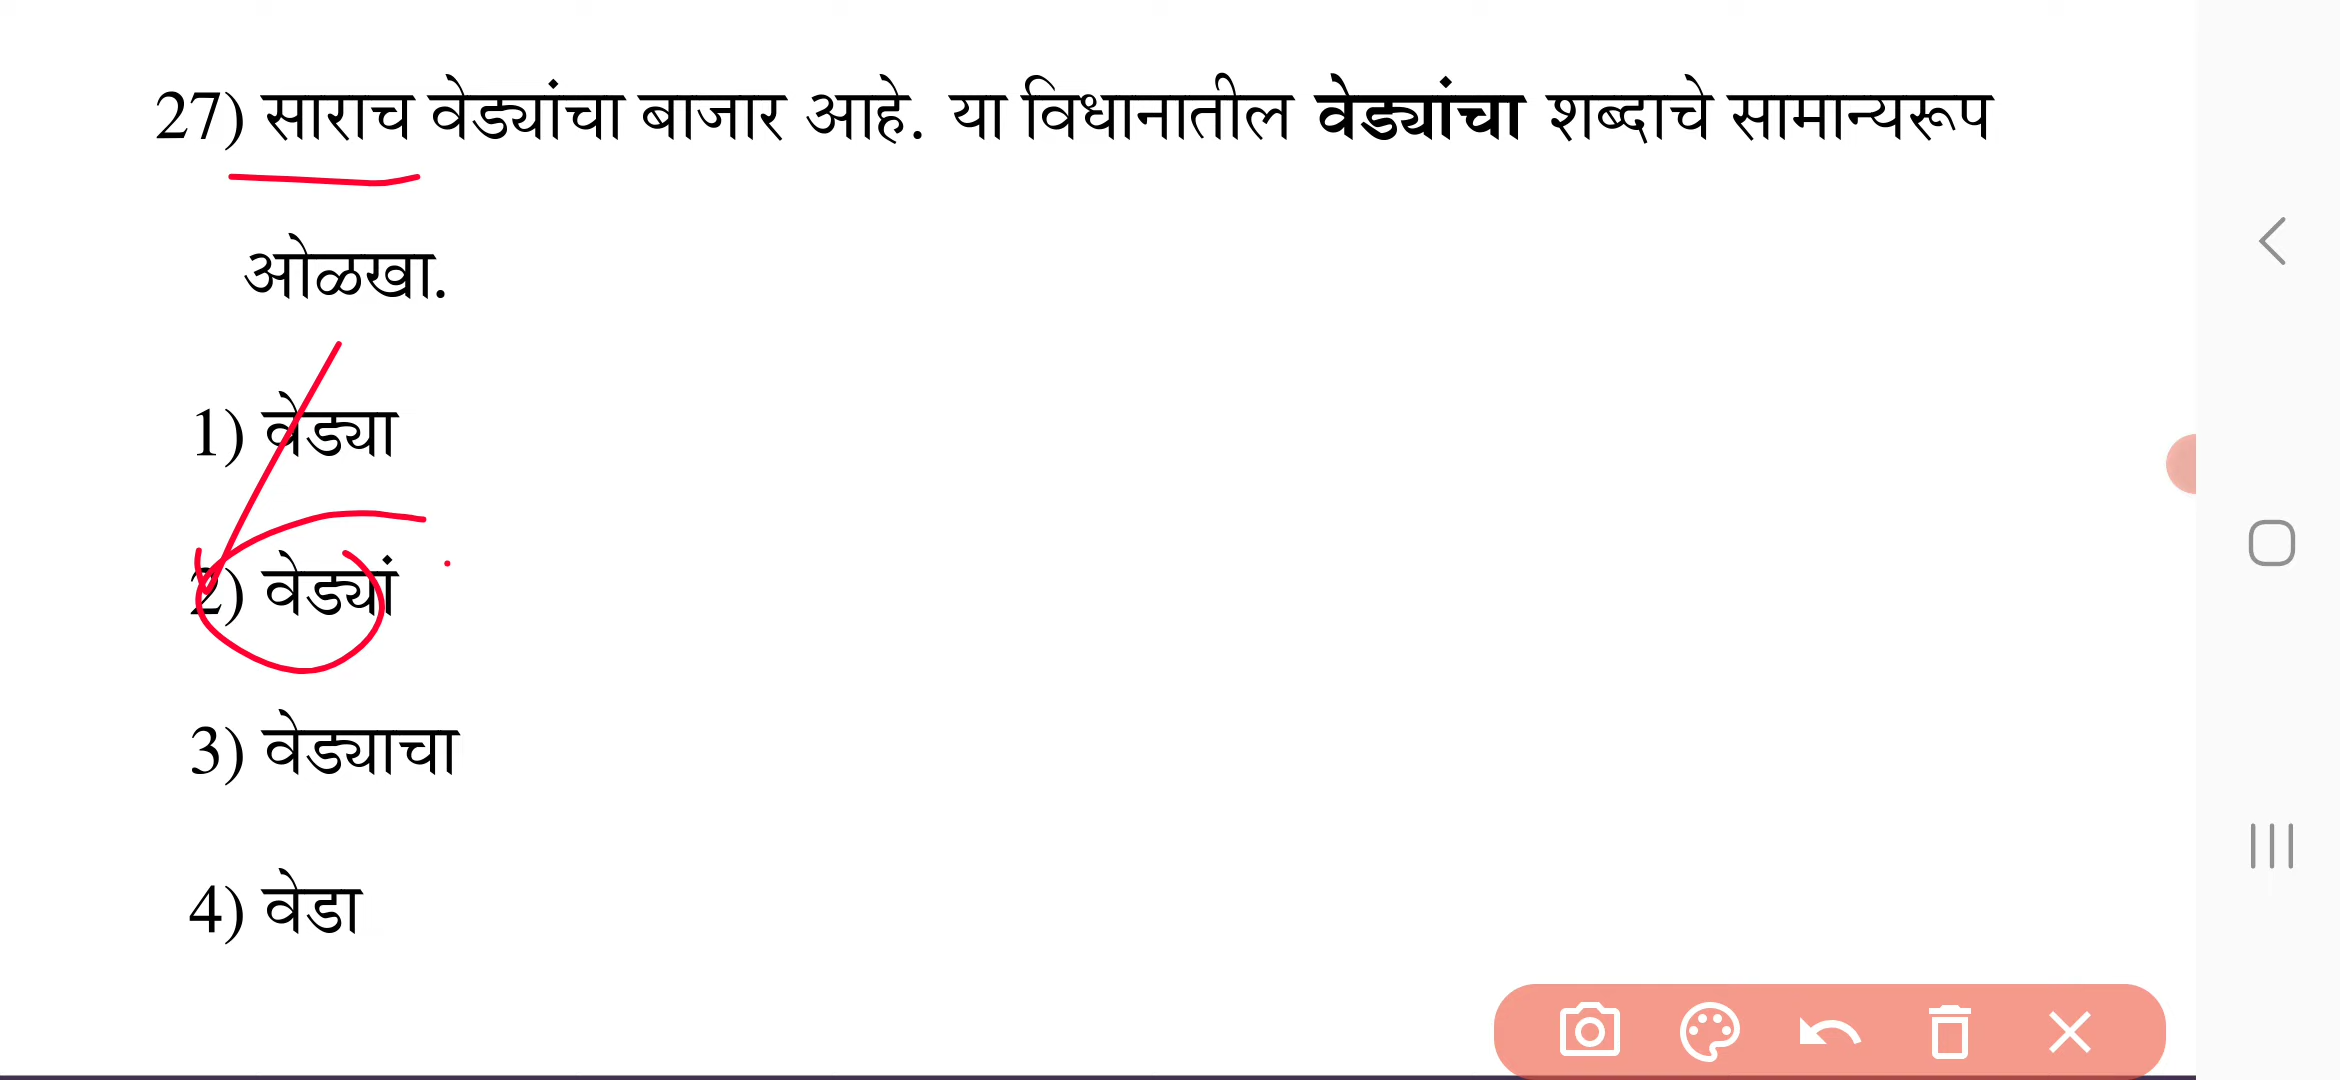 27) साराच वेड्यांचा बाजार आहे. या विधानातील वेड्यांचा शब्दाचे सामान्यरूप
ओळखा.
1) वेड्या
2) वेड्यां
3) वेड्याचा
4) वेडा